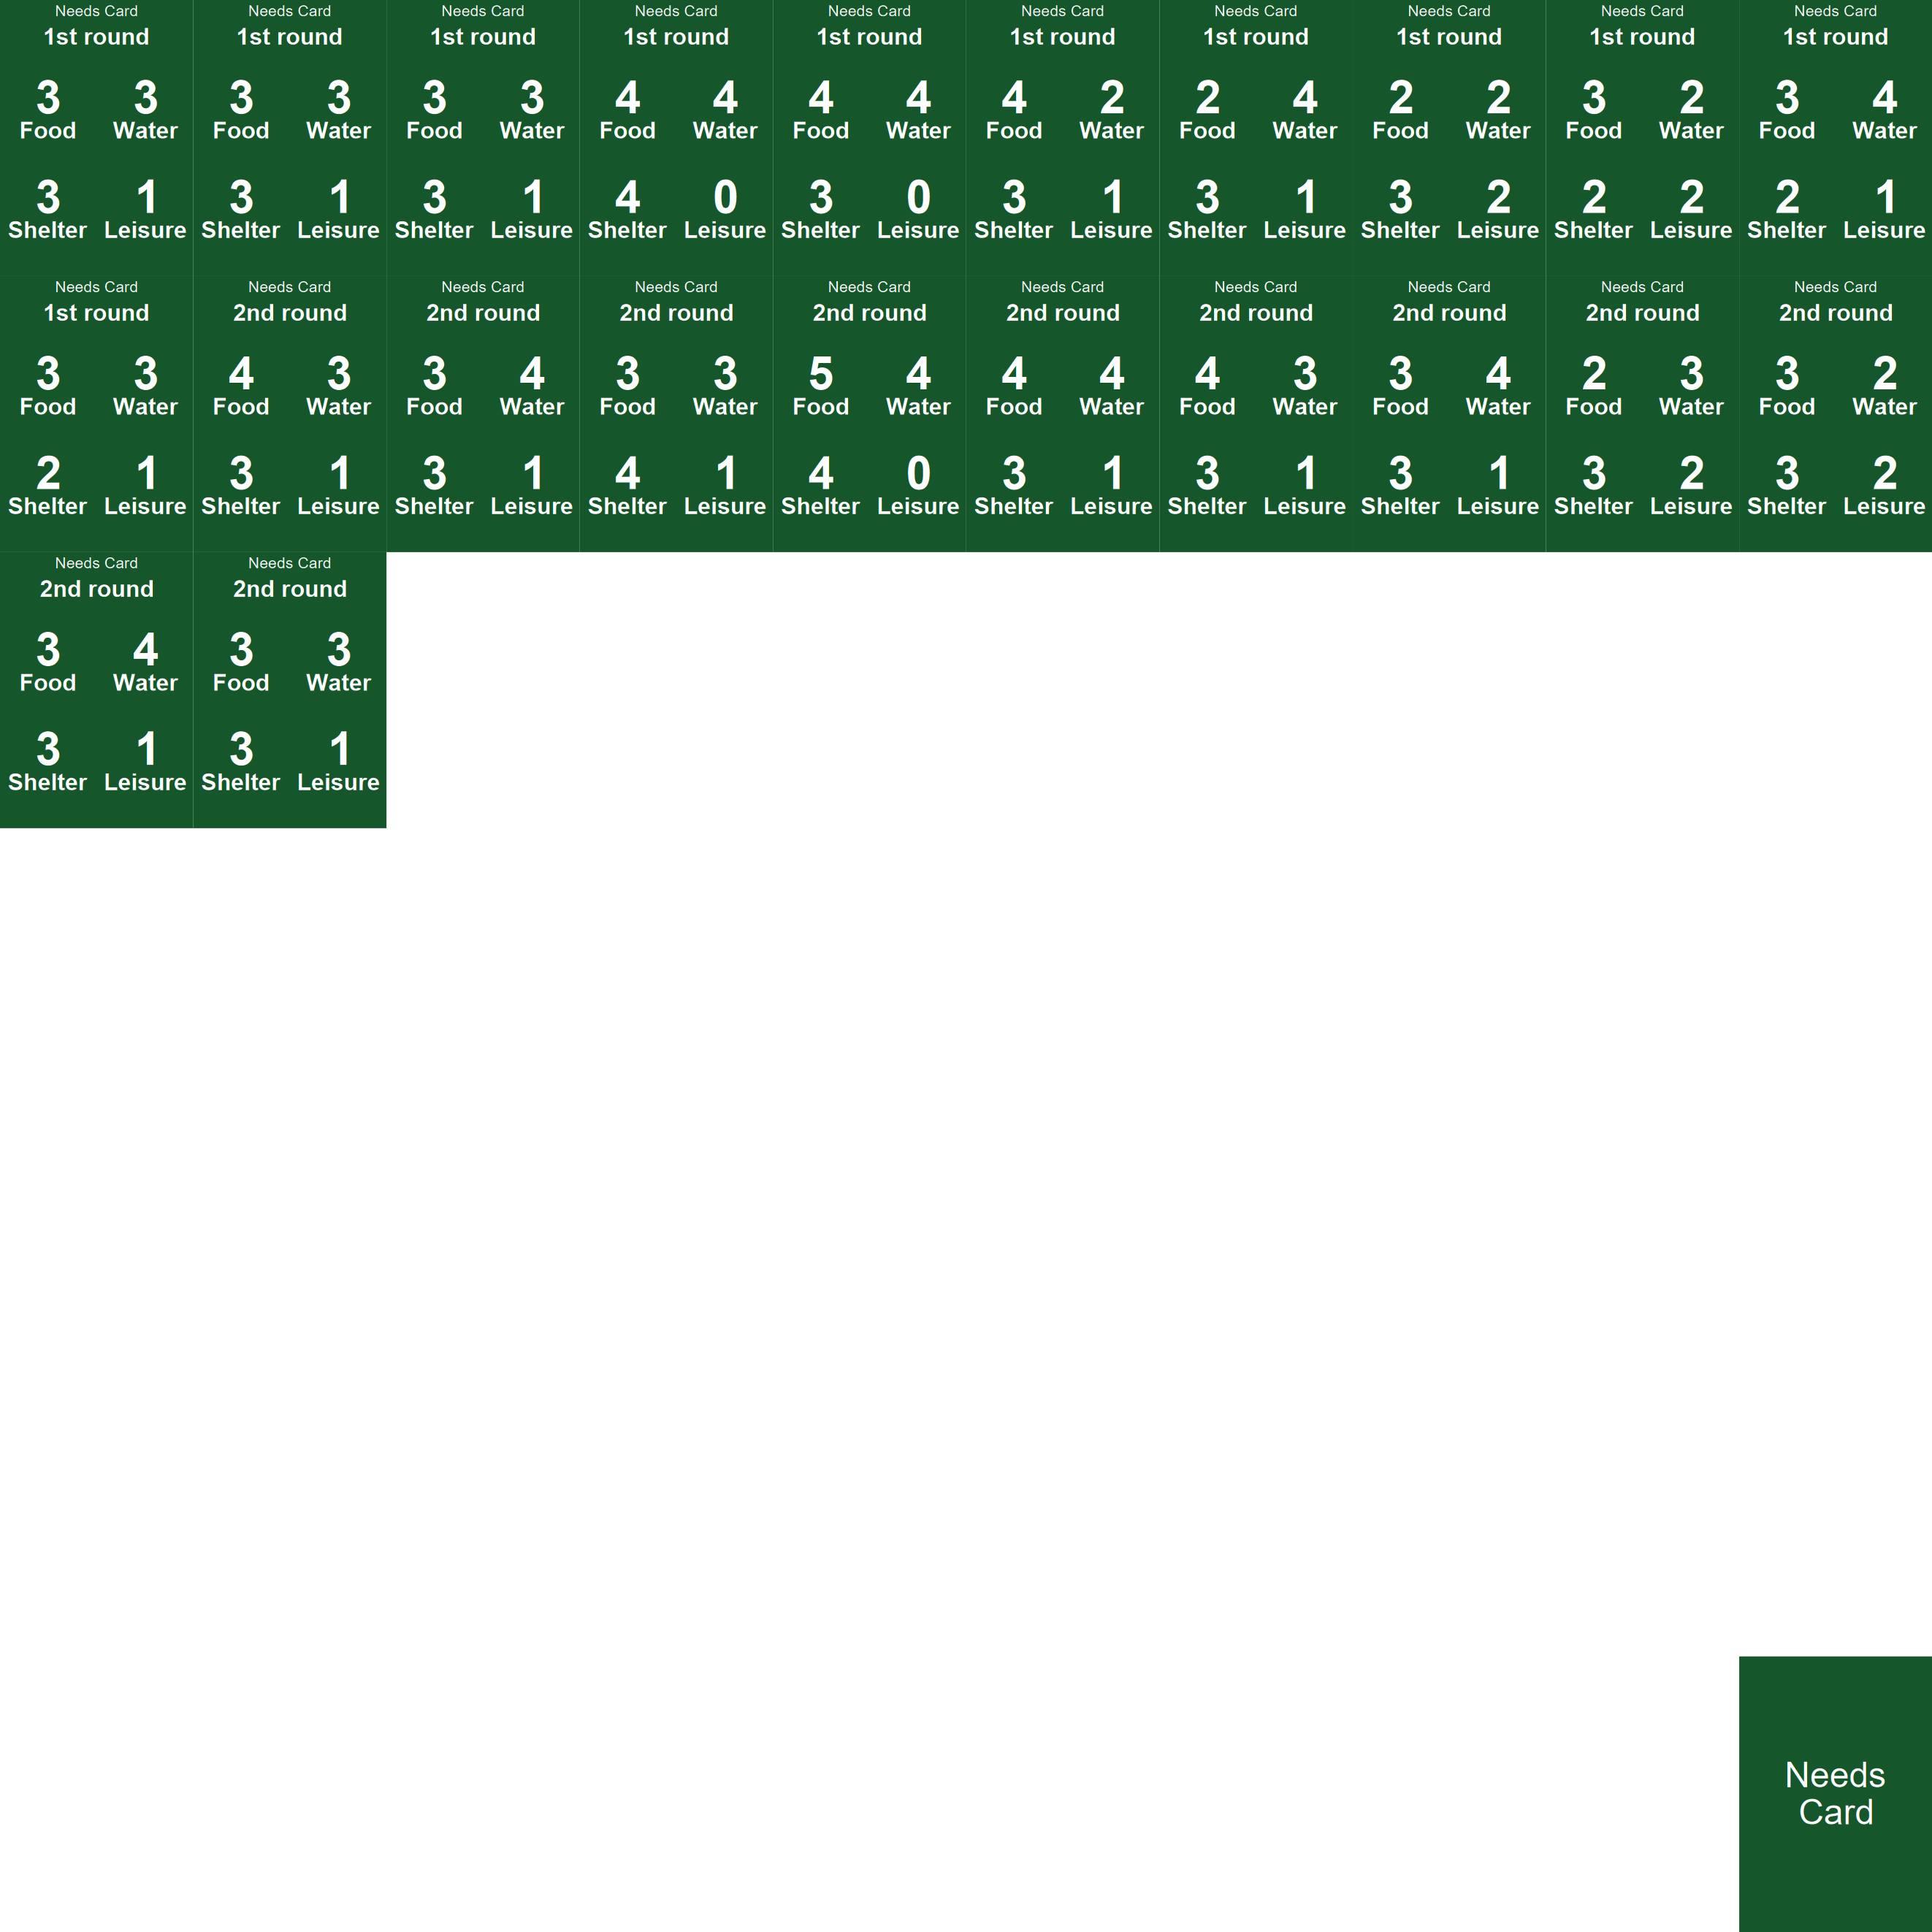 Needs Card
1st round
3 3
Food Water
3 1
Shelter Leisure
Needs Card
1st round
3 3
Food Water
3 1
Shelter Leisure
Needs Card
1st round
3 3
Food Water
3 1
Shelter Leisure
Needs Card
1st round
4 4
Food Water
4 0
Shelter Leisure
Needs Card
1st round
4 4
Food Water
3 0
Shelter Leisure
Needs Card
1st round
4 2
Food Water
3 1
Shelter Leisure
Needs Card
1st round
2 4
Food Water
3 1
Shelter Leisure
Needs Card
1st round
2 2
Food Water
3 2
Shelter Leisure
Needs Card
1st round
3 2
Food Water
2 2
Shelter Leisure
Needs Card
1st round
3 4
Food Water
2 1
Shelter Leisure
Needs Card
1st round
3 3
Food Water
2 1
Shelter Leisure
Needs Card
2nd round
4 3
Food Water
3 1
Shelter Leisure
Needs Card
2nd round
3 4
Food Water
3 1
Shelter Leisure
Needs Card
2nd round
3 3
Food Water
4 1
Shelter Leisure
Needs Card
2nd round
5 4
Food Water
4 0
Shelter Leisure
Needs Card
2nd round
4 4
Food Water
3 1
Shelter Leisure
Needs Card
2nd round
4 3
Food Water
3 1
Shelter Leisure
Needs Card
2nd round
3 4
Food Water
3 1
Shelter Leisure
Needs Card
2nd round
2 3
Food Water
3 2
Shelter Leisure
Needs Card
2nd round
3 2
Food Water
3 2
Shelter Leisure
Needs Card
2nd round
3 4
Food Water
3 1
Shelter Leisure
Needs Card
2nd round
3 3
Food Water
3 1
Shelter Leisure
Needs
Card